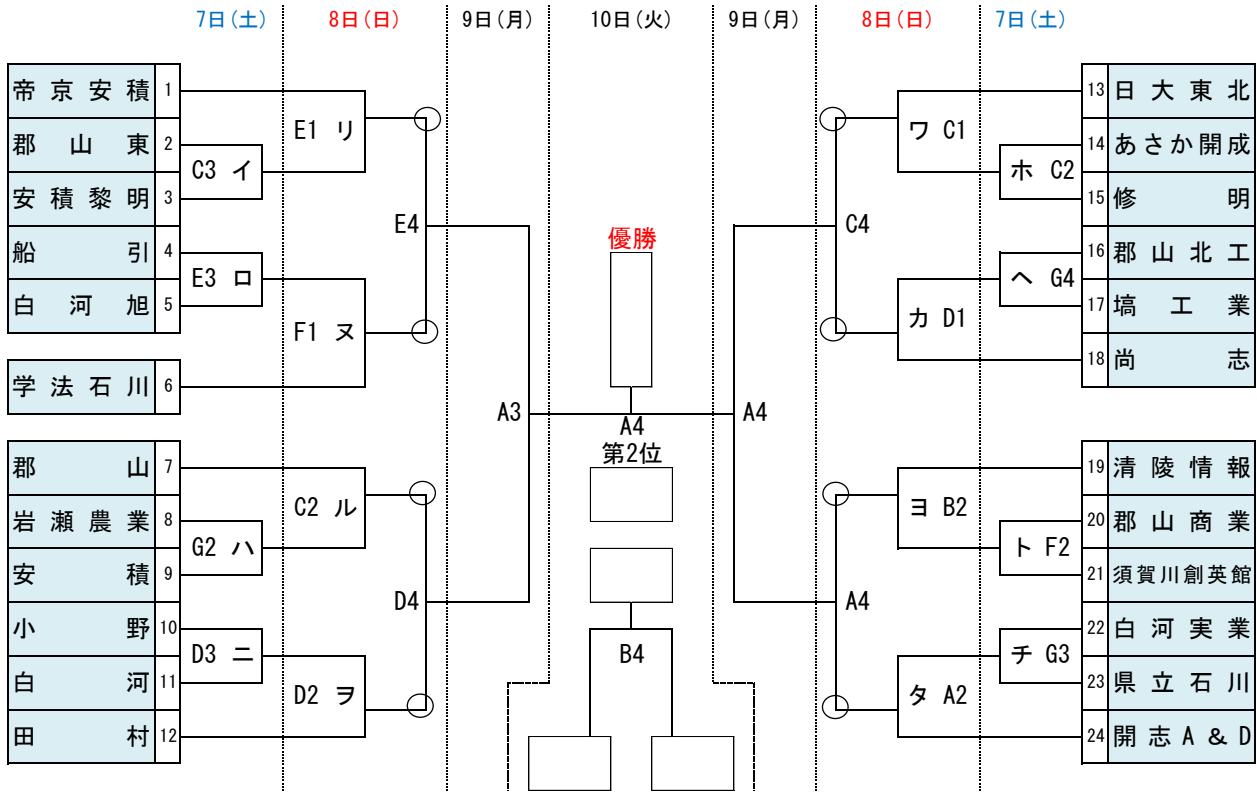 7日(土) 8日(日) 9日(月) 10日(火) 9日(月) 8日(日) 7日(土)
帝京安積 1
郡山東 2
安積黎明 3
船引 4
白河旭 5
学法石川 6
郡山 7
岩瀬農業 8
安積 9
小野 10
白河 11
田村 12
C3 イ
E3 ロ
G2 ハ
D3 ニ
E1 リ
F1 ヌ
C2 ル
D2 ヲ
E4
D4
A3
優勝
A4
第2位
B4
A4
C4
A4
ワ C1
カ D1
ヨ B2
タ A2
ホ C2
ヘ G4
ト F2
チ G3
13 日大東北
14 あさか開成
15 修明
16 郡山北工
17 塙工業
18 尚志
19 清陵情報
20 郡山商業
21 須賀川創英館
22 白河実業
23 県立石川
24 開志A&D